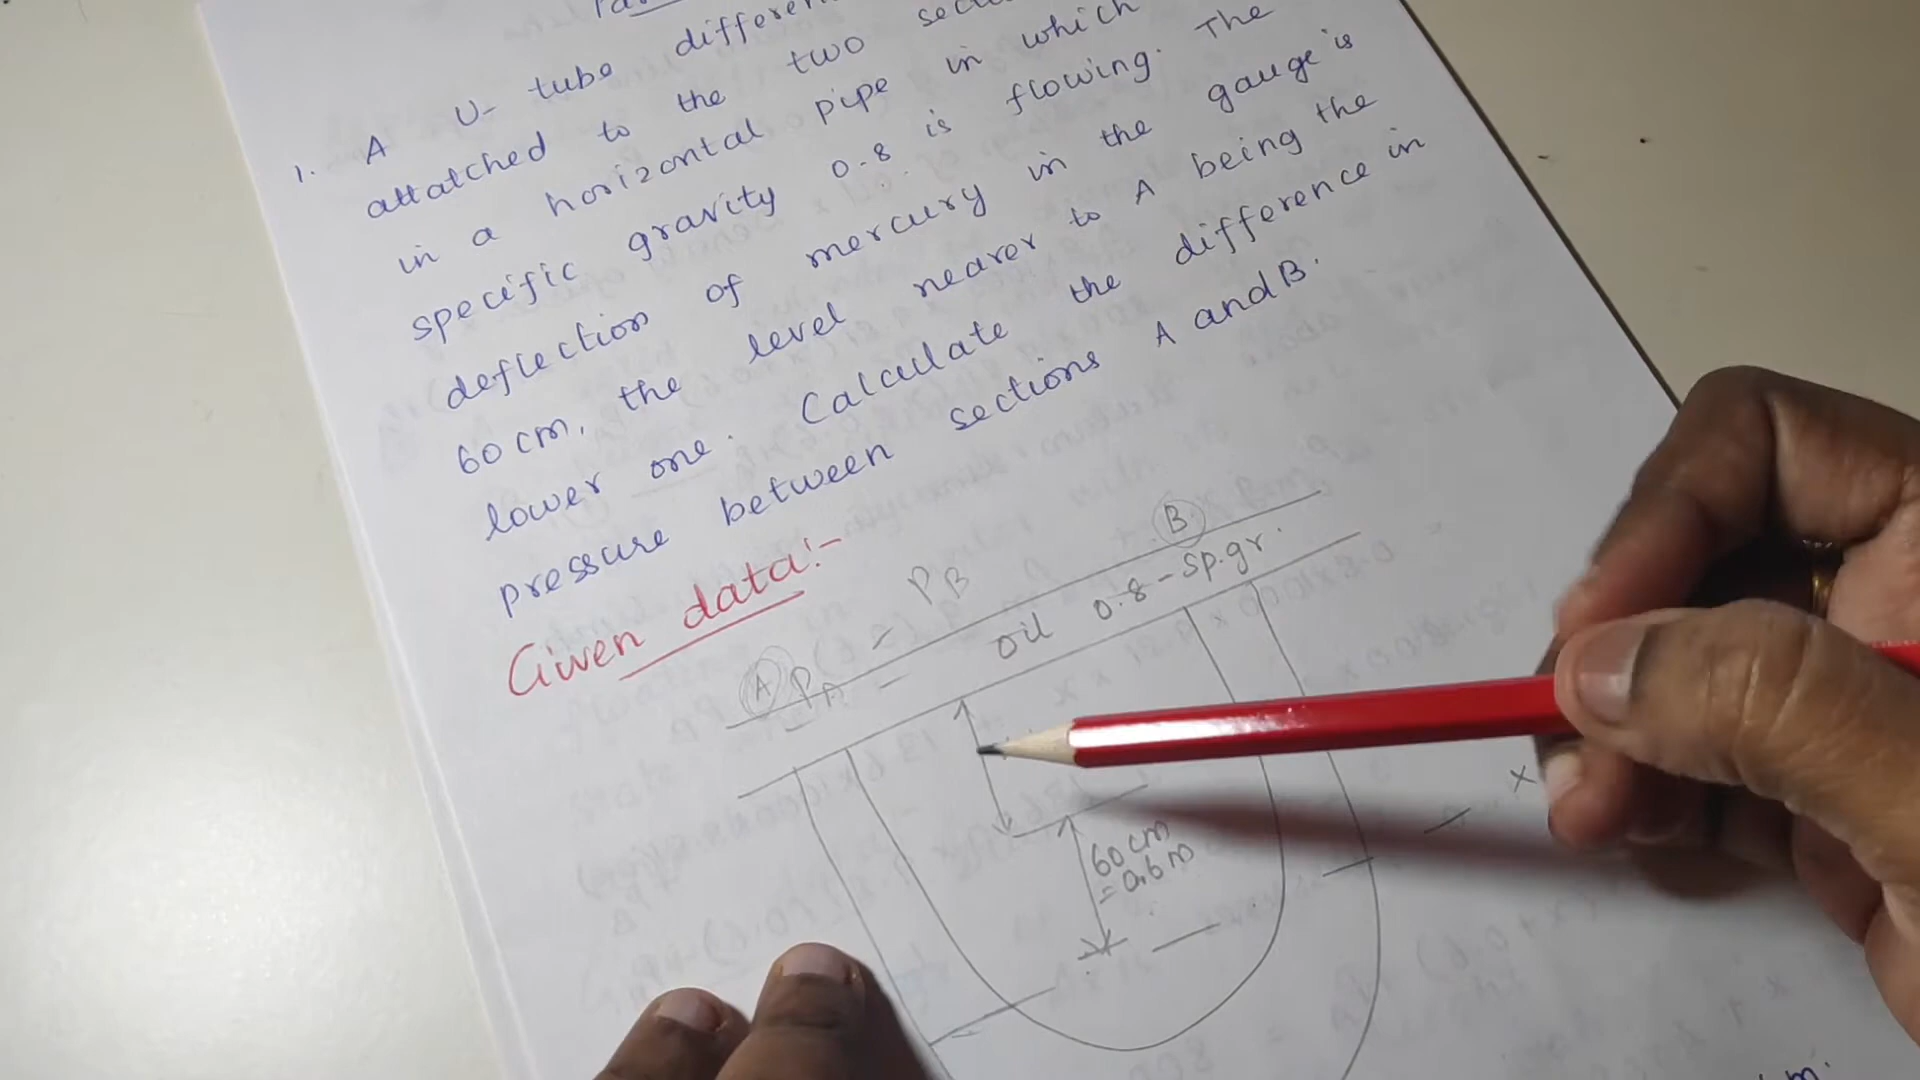 A U- tube
attatched to the two
in a horizontal pipe in which
specific gravity 0.8 is flowing. The
deflection of mercury in the gauge is
60 cm, the level nearer to A being the
lower one. Calculate the difference in
pressure between sections A and B.
1.
Given data:-
A PA = PB B
oil 0.8 - Sp.gr.
60 cm
= 0.6 m
x